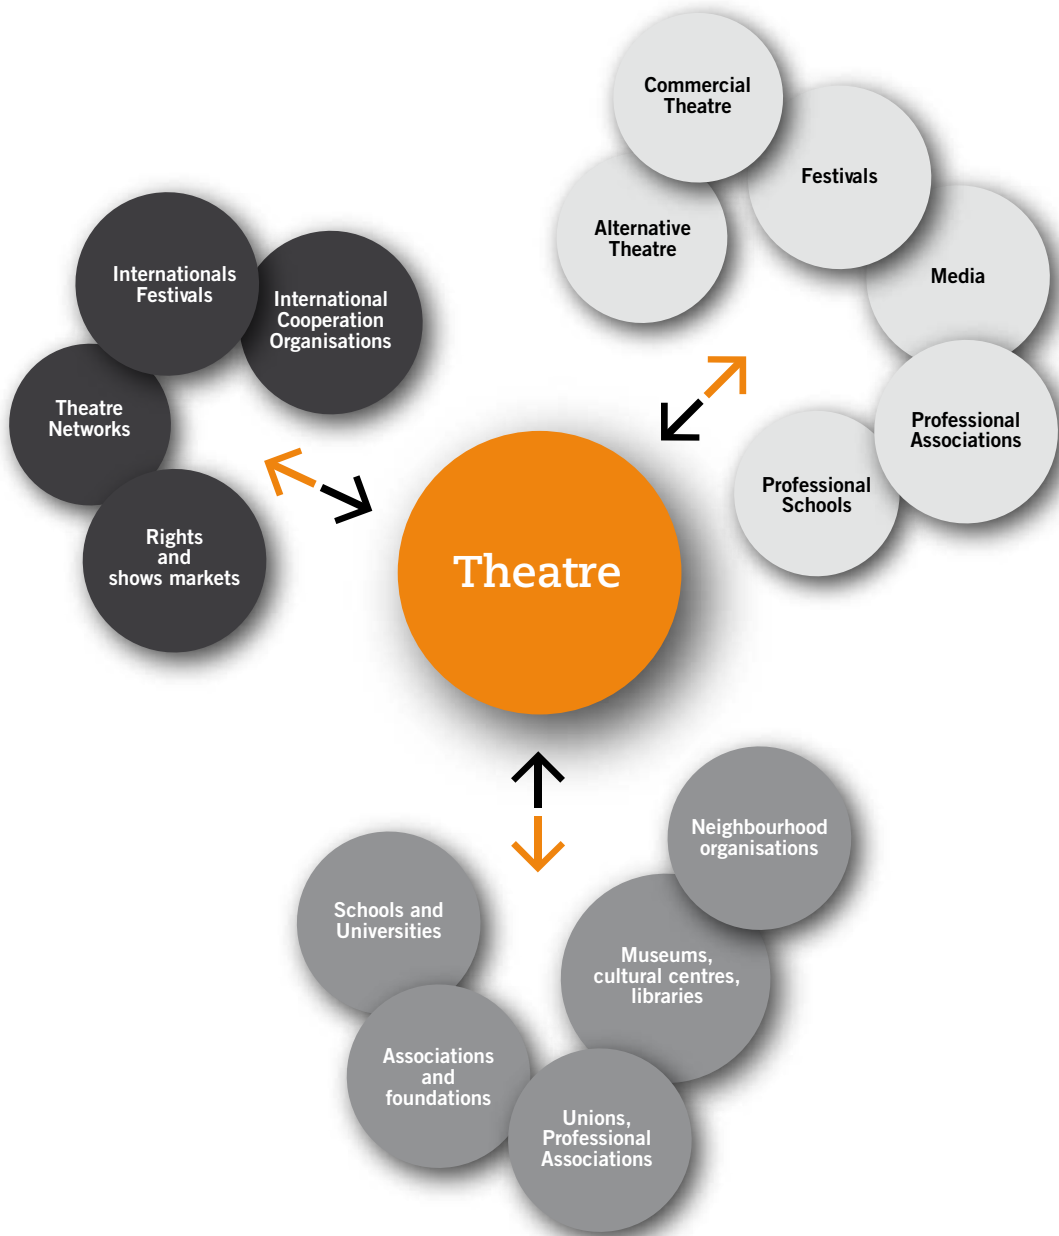 Commercial
Theatre
Festivals
Alternative
Theatre
Media
Professional
Associations
Professional
Schools
Internationals
Festivals
International
Cooperation
Organisations
Theatre
Networks
Rights
and
shows markets
Theatre
Neighbourhood
organisations
Schools and
Universities
Museums,
cultural centres,
libraries
Associations
and
foundations
Unions,
Professional
Associations